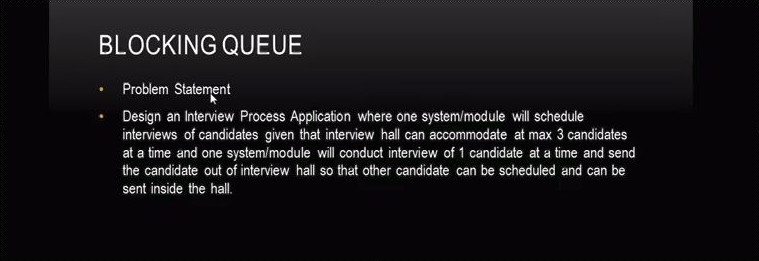 BLOCKING QUEUE
• Problem Statement
• Design an Interview Process Application where one system/module will schedule
interviews of candidates given that interview hall can accommodate at max 3 candidates
at a time and one system/module will conduct interview of 1 candidate at a time and send
the candidate out of interview hall so that other candidate can be scheduled and can be
sent inside the hall.